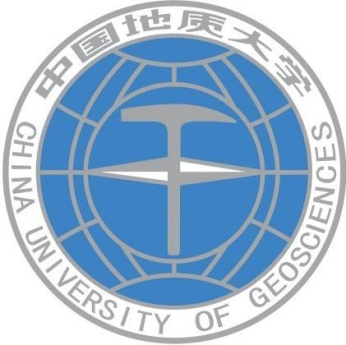 中国地质大学
CHINA UNIVERSITY OF GEOSCIENCES